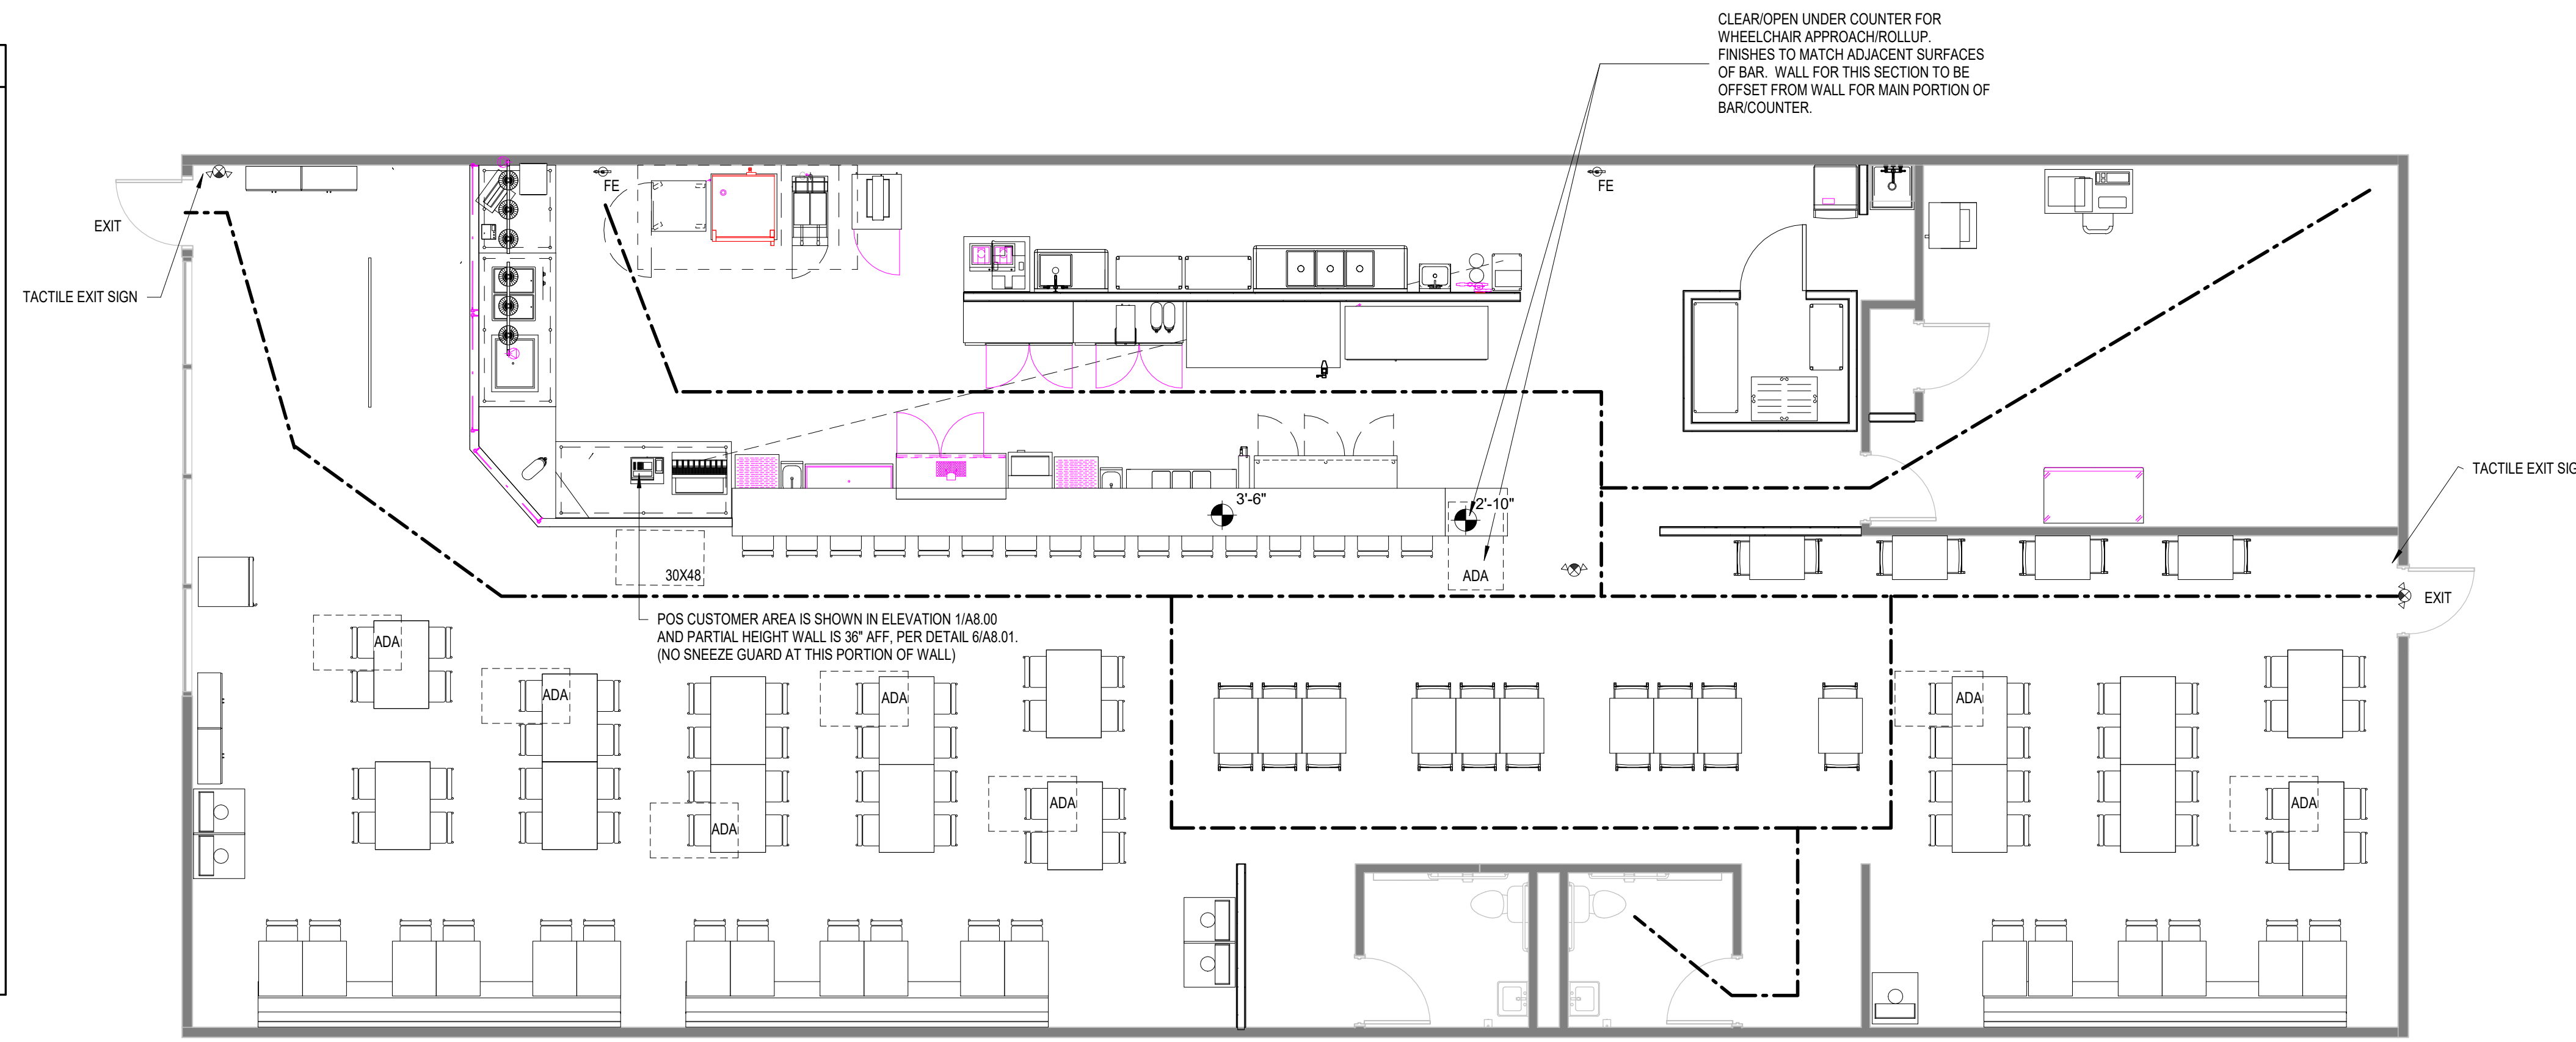 CLEAR/OPEN UNDER COUNTER FOR
WHEELCHAIR APPROACH/ROLLUP.
FINISHES TO MATCH ADJACENT SURFACES
OF BAR. WALL FOR THIS SECTION TO BE
OFFSET FROM WALL FOR MAIN PORTION OF
BAR/COUNTER.
FE
FE
EXIT
TACTILE EXIT SIGN
TACTILE EXIT SIG
3'-6"
2'-10"
30X48
ADA
EXIT
POS CUSTOMER AREA IS SHOWN IN ELEVATION 1/A8.00
AND PARTIAL HEIGHT WALL IS 36" AFF, PER DETAIL 6/A8.01.
(NO SNEEZE GUARD AT THIS PORTION OF WALL)
ADA
ADA
ADA
ADA
ADA
ADA
ADA